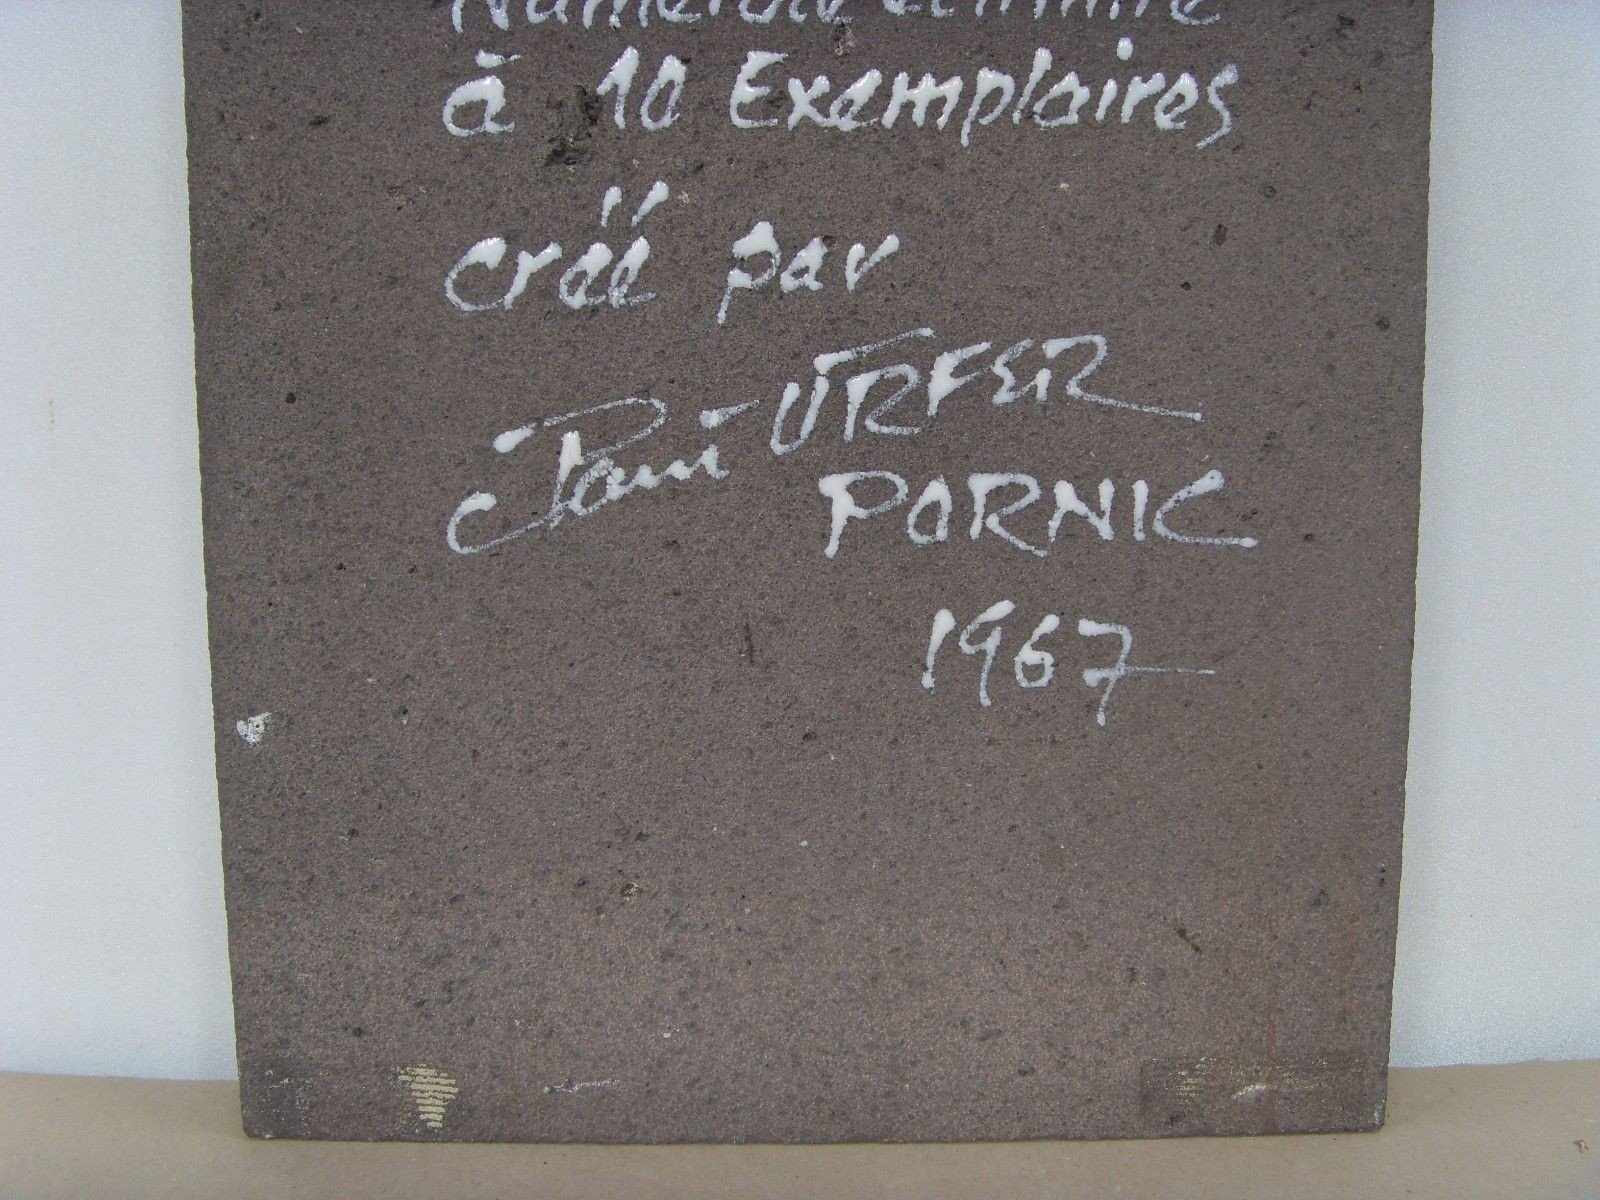 à 10 Exemplaires
créé par
URFER
PORNIC
1967